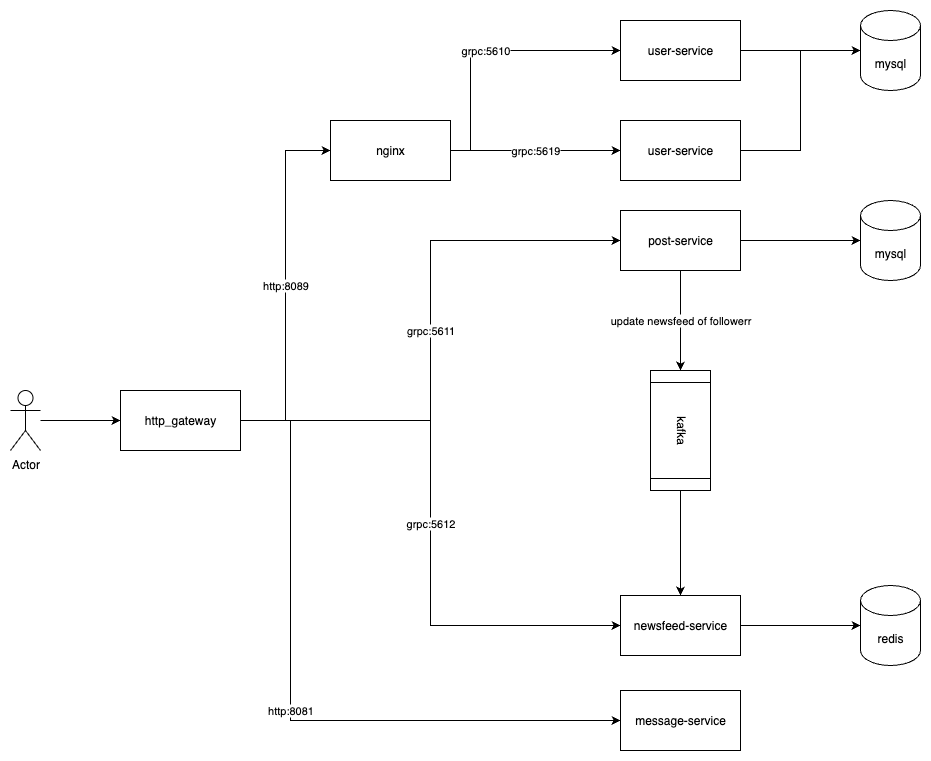 grpc:5610
user-service
mysql
nginx
grpc:5619
user-service
post-service
mysql
http:8089
grpc:5611
update newsfeed of followerr
http_gateway
kafka
Actor
grpc:5612
newsfeed-service
redis
http:8081
message-service